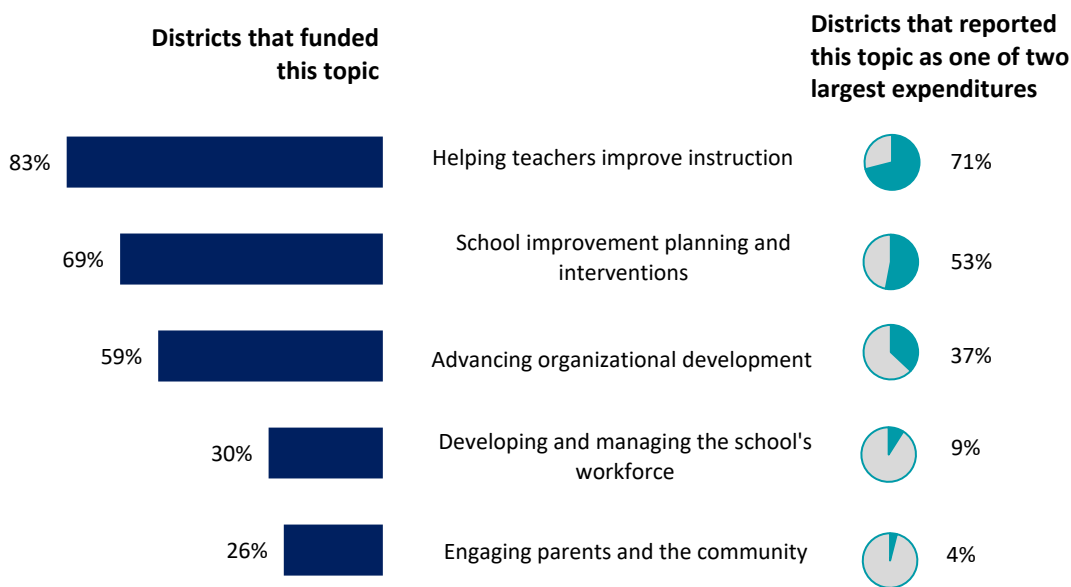 Districts that funded
this topic
Districts that reported
this topic as one of two
largest expenditures
83%
Helping teachers improve instruction
71%
69%
School improvement planning and
interventions
53%
59%
Advancing organizational development
37%
30%
Developing and managing the school's
workforce
9%
26%
Engaging parents and the community
4%